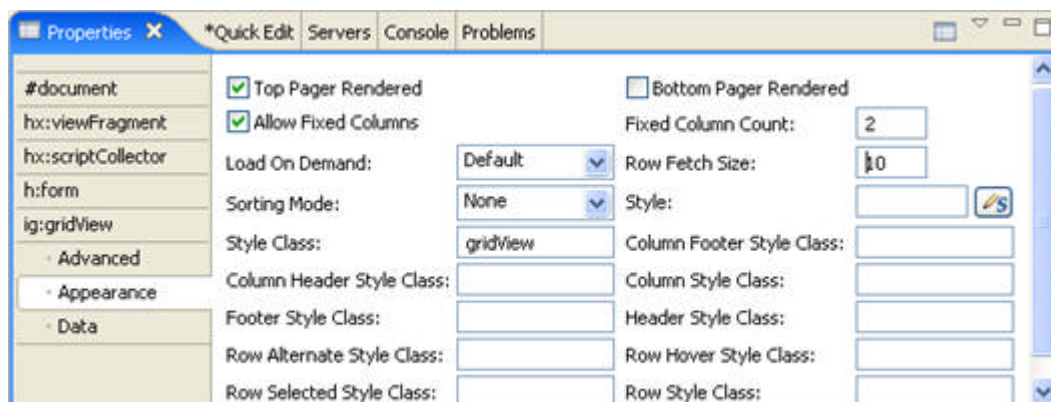 Properties *Quick Edit Servers Console Problems
#document
hx:viewFragment
hx:scriptCollector
h:form
ig:gridView
Advanced
Appearance
Data
Top Pager Rendered Bottom Pager Rendered
Allow Fixed Columns Fixed Column Count: 2
Load On Demand: Default Row Fetch Size: 10
Sorting Mode: None Style:
Style Class: gridView Column Footer Style Class:
Column Header Style Class: Column Style Class:
Footer Style Class: Header Style Class:
Row Alternate Style Class: Row Hover Style Class:
Row Selected Style Class: Row Style Class: